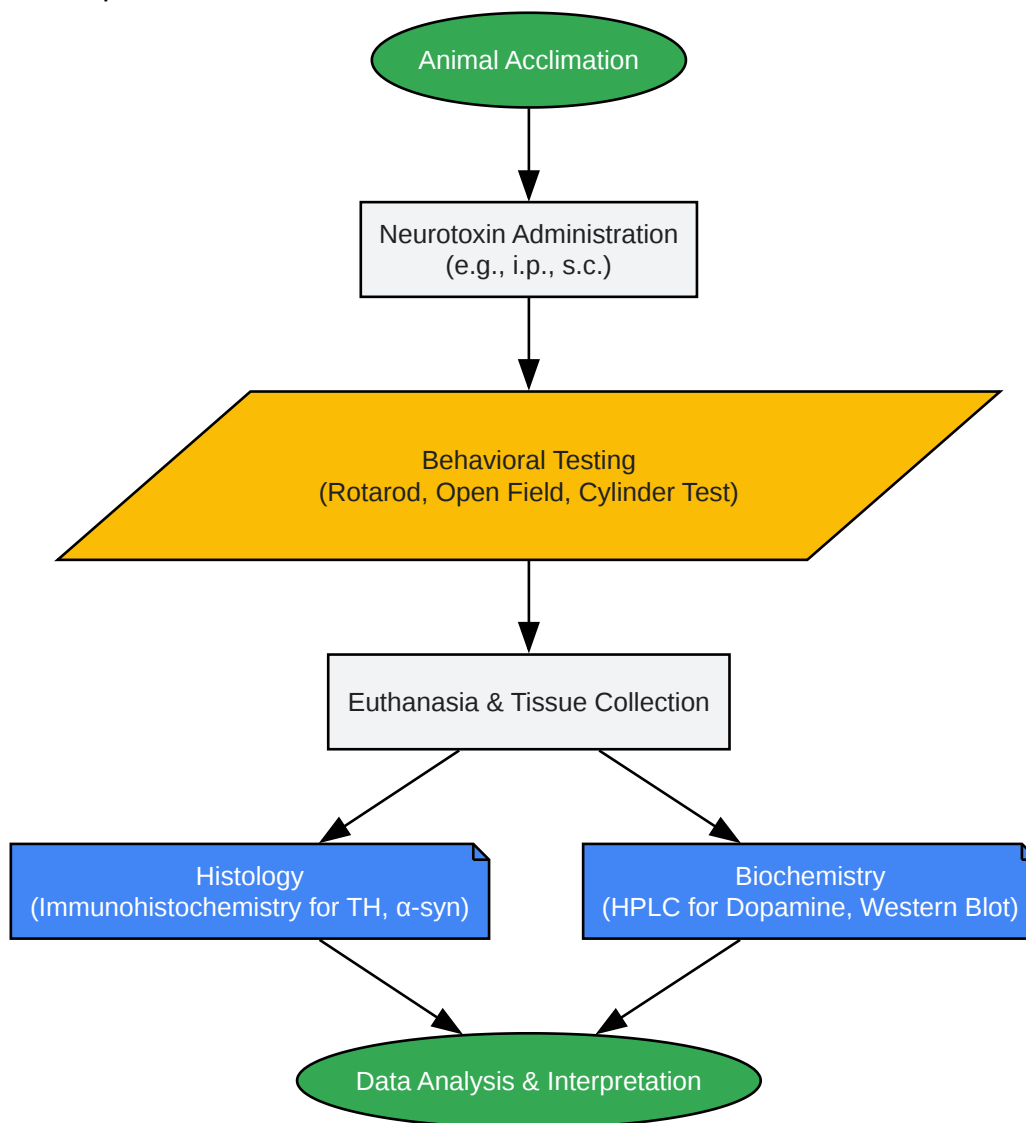 Animal Acclimation
Neurotoxin Administration
(e.g., i.p., s.c.)
Behavioral Testing
(Rotarod, Open Field, Cylinder Test)
Euthanasia & Tissue Collection
Histology
(Immunohistochemistry for TH, α-syn)
Biochemistry
(HPLC for Dopamine, Western Blot)
Data Analysis & Interpretation